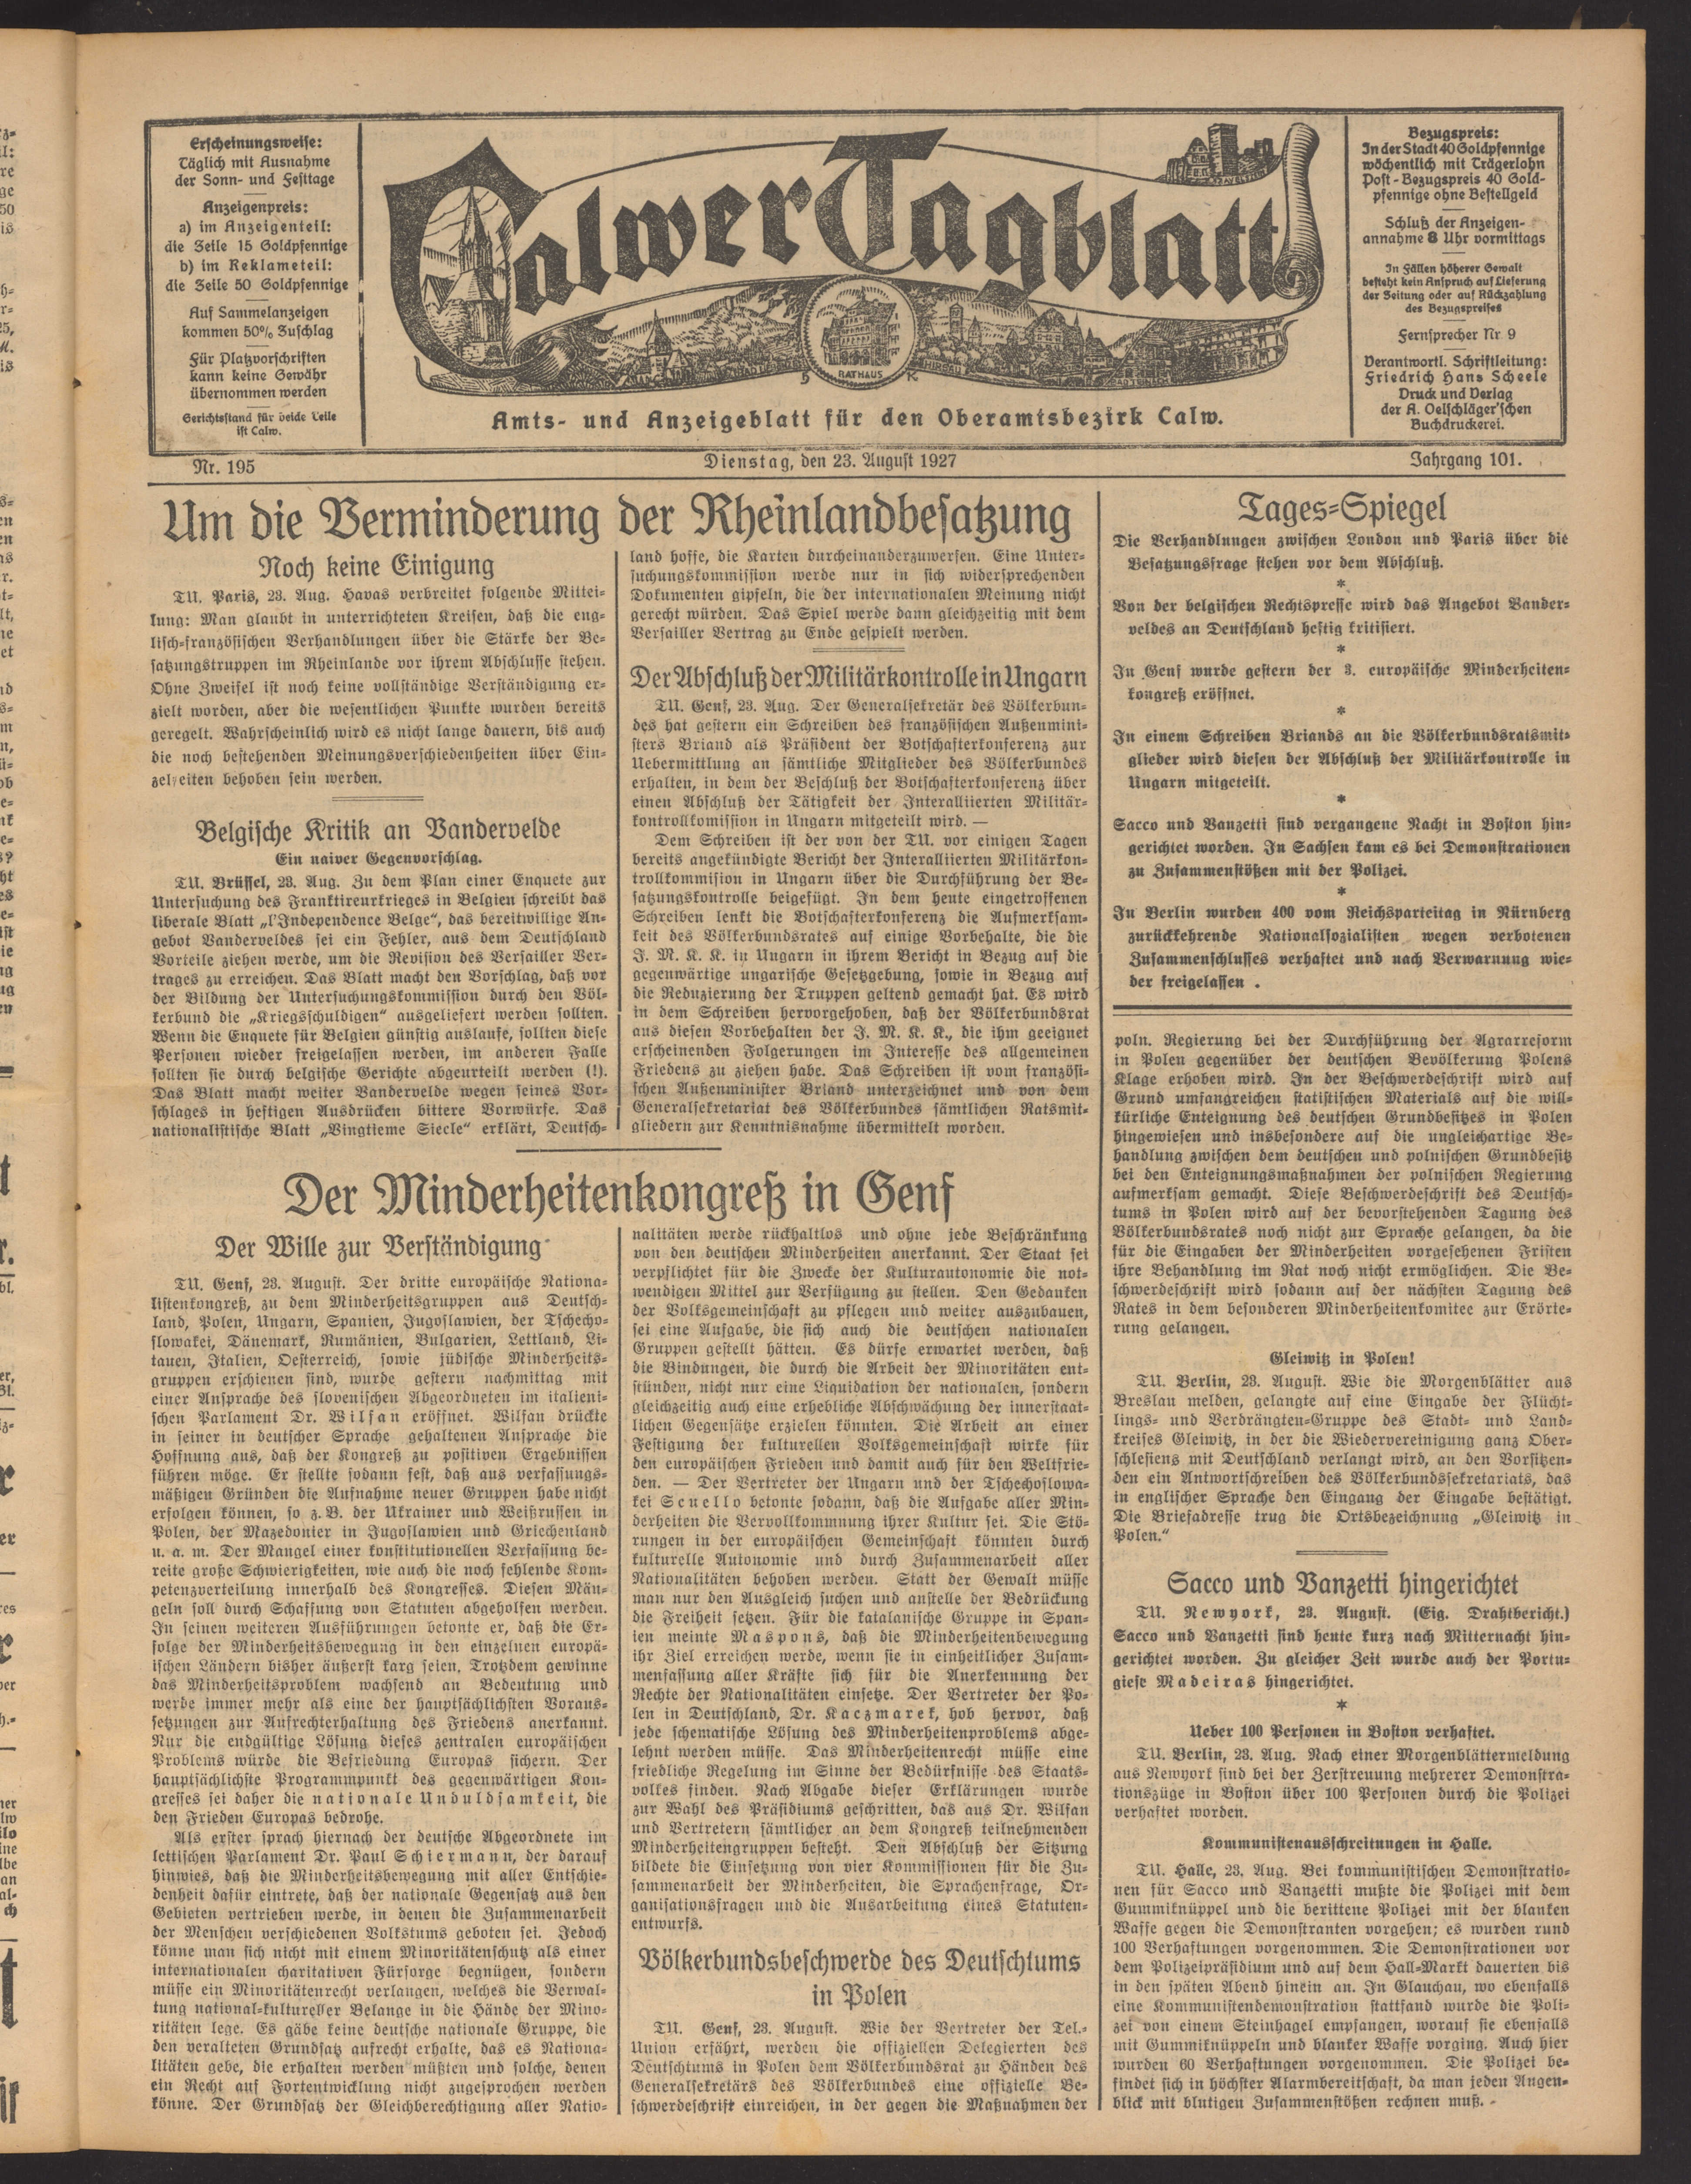 Erscheinungsweise:
Täglich mit Ausnahme
der Sonn- und Festtage
Anzeigenpreis:
a) im Anzeigenteil:
die Zeile 15 Goldpfennige
b) im Reklameteil:
die Zeile 50 Goldpfennige
Auf Sammelanzeigen
kommen 50% Zuschlag
Für Platzvorschriften
kann keine Gewähr
übernommen werden
Gerichtsstand für beide Teile
ist Calw.
Calwer Tagblatt
RATHAUS
Amts- und Anzeigeblatt für den Oberamtsbezirk Calw.
Bezugspreis:
In der Stadt 40 Goldpfennige
wöchentlich mit Trägerlohn
Post-Bezugspreis 40 Gold-
pfennige ohne Bestellgeld
Schluß der Anzeigen-
annahme 8 Uhr vormittags
In Fällen höherer Gewalt
besteht kein Anspruch auf Lieferung
der Zeitung oder auf Rückzahlung
des Bezugspreises
Fernsprecher Nr. 9
Verantwortl. Schriftleitung:
Friedrich Hans Scheele
Druck und Verlag
der A. Oelschläger'schen
Buchdruckerei.
Nr. 195
Dienstag, den 23. August 1927
Jahrgang 101.
Um die Verminderung der Rheinlandbesatzung
Noch keine Einigung
TU. Paris, 23. Aug. Havas verbreitet folgende Mittei-
lung: Man glaubt in unterrichteten Kreisen, daß die eng-
lisch-französischen Verhandlungen über die Stärke der Be-
satzungstruppen im Rheinlande vor ihrem Abschlusse stehen.
Ohne Zweifel ist noch keine vollständige Verständigung er-
zielt worden, aber die wesentlichen Punkte wurden bereits
geregelt. Wahrscheinlich wird es nicht lange dauern, bis auch
die noch bestehenden Meinungsverschiedenheiten über Ein-
zelheiten behoben sein werden.
Belgische Kritik an Vandervelde
Ein naiver Gegenvorschlag.
TU. Brüssel, 23. Aug. Zu dem Plan einer Enquete zur
Untersuchung des Franktireurkrieges in Belgien schreibt das
liberale Blatt „l'Independence Belge“, das bereitwillige An-
gebot Vanderveldes sei ein Fehler, aus dem Deutschland
Vorteile ziehen werde, um die Revision des Versailler Ver-
trages zu erreichen. Das Blatt macht den Vorschlag, daß vor
der Bildung der Untersuchungskommission durch den Völ-
kerbund die „Kriegsschuldigen“ ausgeliefert werden sollten.
Wenn die Enquete für Belgien günstig auslaufe, sollten diese
Personen wieder freigelassen werden, im anderen Falle
sollten sie durch belgische Gerichte abgeurteilt werden (!).
Das Blatt macht weiter Vandervelde wegen seines Vor-
schlages in heftigen Ausdrücken bittere Vorwürfe. Das
nationalistische Blatt „Vingtieme Siecle“ erklärt, Deutsch-
land hoffe, die Karten durcheinanderzuwerfen. Eine Unter-
suchungskommission werde nur in sich widersprechenden
Dokumenten gipfeln, die der internationalen Meinung nicht
gerecht würden. Das Spiel werde dann gleichzeitig mit dem
Versailler Vertrag zu Ende gespielt werden.
Der Abschluß der Militärkontrolle in Ungarn
TU. Genf, 23. Aug. Der Generalsekretär des Völkerbun-
des hat gestern ein Schreiben des französischen Außenmini-
sters Briand als Präsident der Botschafterkonferenz zur
Uebermittlung an sämtliche Mitglieder des Völkerbundes
erhalten, in dem der Beschluß der Botschafterkonferenz über
einen Abschluß der Tätigkeit der Interalliierten Militär-
kontrollkomission in Ungarn mitgeteilt wird. —
Dem Schreiben ist der von der TU. vor einigen Tagen
bereits angekündigte Bericht der Interalliierten Militärkon-
trollkommision in Ungarn über die Durchführung der Be-
satzungskontrolle beigefügt. In dem heute eingetroffenen
Schreiben lenkt die Botschafterkonferenz die Aufmerksam-
keit des Völkerbundsrates auf einige Vorbehalte, die die
J. M. K. K. in Ungarn in ihrem Bericht in Bezug auf die
gegenwärtige ungarische Gesetzgebung, sowie in Bezug auf
die Reduzierung der Truppen geltend gemacht hat. Es wird
in dem Schreiben hervorgehoben, daß der Völkerbundsrat
aus diesen Vorbehalten der J. M. K. K., die ihm geeignet
erscheinenden Folgerungen im Interesse des allgemeinen
Friedens zu ziehen habe. Das Schreiben ist vom französi-
schen Außenminister Briand unterzeichnet und von dem
Generalsekretariat des Völkerbundes sämtlichen Ratsmit-
gliedern zur Kenntnisnahme übermittelt worden.
Der Minderheitenkongreß in Genf
Der Wille zur Verständigung
TU. Genf, 23. August. Der dritte europäische Nationa-
listenkongreß, zu dem Minderheitsgruppen aus Deutsch-
land, Polen, Ungarn, Spanien, Jugoslawien, der Tschecho-
slowakei, Dänemark, Rumänien, Bulgarien, Lettland, Li-
tauen, Italien, Oesterreich, sowie jüdische Minderheits-
gruppen erschienen sind, wurde gestern nachmittag mit
einer Ansprache des slovenischen Abgeordneten im italieni-
schen Parlament Dr. Wilfan eröffnet. Wilfan drückte
in seiner in deutscher Sprache gehaltenen Ansprache die
Hoffnung aus, daß der Kongreß zu positiven Ergebnissen
führen möge. Er stellte sodann fest, daß aus verfassungs-
mäßigen Gründen die Aufnahme neuer Gruppen habe nicht
erfolgen können, so z. B. der Ukrainer und Weißrussen in
Polen, der Mazedonier in Jugoslawien und Griechenland
u. a. m. Der Mangel einer konstitutionellen Verfassung be-
reite große Schwierigkeiten, wie auch die noch fehlende Kom-
petenzverteilung innerhalb des Kongresses. Diesen Män-
geln soll durch Schaffung von Statuten abgeholfen werden.
In seinen weiteren Ausführungen betonte er, daß die Er-
folge der Minderheitsbewegung in den einzelnen europä-
ischen Ländern bisher äußerst karg seien. Trotzdem gewinne
das Minderheitsproblem wachsend an Bedeutung und
werde immer mehr als eine der hauptsächlichsten Voraus-
setzungen zur Aufrechterhaltung des Friedens anerkannt.
Nur die endgültige Lösung dieses zentralen europäischen
Problems würde die Befriedung Europas sichern. Der
hauptsächlichste Programmpunkt des gegenwärtigen Kon-
gresses sei daher die nationale Unduldsamkeit, die
den Frieden Europas bedrohe.
Als erster sprach hiernach der deutsche Abgeordnete im
lettischen Parlament Dr. Paul Schiermann, der darauf
hinwies, daß die Minderheitsbewegung mit aller Entschie-
denheit dafür eintrete, daß der nationale Gegensatz aus den
Gebieten vertrieben werde, in denen die Zusammenarbeit
der Menschen verschiedenen Volkstums geboten sei. Jedoch
könne man sich nicht mit einem Minoritätenschutz als einer
internationalen charitativen Fürsorge begnügen, sondern
müsse ein Minoritätenrecht verlangen, welches die Verwal-
tung national-kultureller Belange in die Hände der Mino-
ritäten lege. Es gäbe keine deutsche nationale Gruppe, die
den veralteten Grundsatz aufrecht erhalte, das es Nationa-
litäten gebe, die erhalten werden müßten und solche, denen
ein Recht auf Fortentwicklung nicht zugesprochen werden
könne. Der Grundsatz der Gleichberechtigung aller Natio-
nalitäten werde rückhaltlos und ohne jede Beschränkung
von den deutschen Minderheiten anerkannt. Der Staat sei
verpflichtet für die Zwecke der Kulturautonomie die not-
wendigen Mittel zur Verfügung zu stellen. Den Gedanken
der Volksgemeinschaft zu pflegen und weiter auszubauen,
sei eine Aufgabe, die sich auch die deutschen nationalen
Gruppen gestellt hätten. Es dürfe erwartet werden, daß
die Bindungen, die durch die Arbeit der Minoritäten ent-
stünden, nicht nur eine Liquidation der nationalen, sondern
gleichzeitig auch eine erhebliche Abschwächung der innerstaat-
lichen Gegensätze erzielen könnten. Die Arbeit an einer
Festigung der kulturellen Volksgemeinschaft wirke für
den europäischen Frieden und damit auch für den Weltfrie-
den. — Der Vertreter der Ungarn und der Tschechoslowa-
kei Scnello betonte sodann, daß die Aufgabe aller Min-
derheiten die Vervollkommnung ihrer Kultur sei. Die Stö-
rungen in der europäischen Gemeinschaft könnten durch
kulturelle Autonomie und durch Zusammenarbeit aller
Nationalitäten behoben werden. Statt der Gewalt müsse
man nur den Ausgleich suchen und anstelle der Bedrückung
die Freiheit setzen. Für die katalanische Gruppe in Span-
ien meinte Maspons, daß die Minderheitenbewegung
ihr Ziel erreichen werde, wenn sie in einheitlicher Zusam-
menfassung aller Kräfte sich für die Anerkennung der
Rechte der Nationalitäten einsetze. Der Vertreter der Po-
len in Deutschland, Dr. Kaczmarek, hob hervor, daß
jede schematische Lösung des Minderheitenproblems abge-
lehnt werden müsse. Das Minderheitenrecht müsse eine
friedliche Regelung im Sinne der Bedürfnisse des Staats-
volkes finden. Nach Abgabe dieser Erklärungen wurde
zur Wahl des Präsidiums geschritten, das aus Dr. Wilfan
und Vertretern sämtlicher an dem Kongreß teilnehmenden
Minderheitengruppen besteht. Den Abschluß der Sitzung
bildete die Einsetzung von vier Kommissionen für die Zu-
sammenarbeit der Minderheiten, die Sprachenfrage, Or-
ganisationsfragen und die Ausarbeitung eines Statuten-
entwurfs.
Völkerbundsbeschwerde des Deutschtums
in Polen
TU. Genf, 23. August. Wie der Vertreter der Tel.-
Union erfährt, werden die offiziellen Delegierten des
Deutschtums in Polen dem Völkerbundsrat zu Händen des
Generalsekretärs des Völkerbundes eine offizielle Be-
schwerdeschrift einreichen, in der gegen die Maßnahmen der
Tages-Spiegel
Die Verhandlungen zwischen London und Paris über die
Besatzungsfrage stehen vor dem Abschluß.
*
Von der belgischen Rechtspresse wird das Angebot Vander-
veldes an Deutschland heftig kritisiert.
*
In Genf wurde gestern der 3. europäische Minderheiten-
kongreß eröffnet.
*
In einem Schreiben Briands an die Völkerbundsratsmit-
glieder wird diesen der Abschluß der Militärkontrolle in
Ungarn mitgeteilt.
*
Sacco und Vanzetti sind vergangene Nacht in Boston hin-
gerichtet worden. In Sachsen kam es bei Demonstrationen
zu Zusammenstößen mit der Polizei.
*
In Berlin wurden 400 vom Reichsparteitag in Nürnberg
zurückkehrende Nationalsozialisten wegen verbotenen
Zusammenschlusses verhaftet und nach Verwarnung wie-
der freigelassen .
poln. Regierung bei der Durchführung der Agrarreform
in Polen gegenüber der deutschen Bevölkerung Polens
Klage erhoben wird. In der Beschwerdeschrift wird auf
Grund umfangreichen statistischen Materials auf die will-
kürliche Enteignung des deutschen Grundbesitzes in Polen
hingewiesen und insbesondere auf die ungleichartige Be-
handlung zwischen dem deutschen und polnischen Grundbesitz
bei den Enteignungsmaßnahmen der polnischen Regierung
aufmerksam gemacht. Diese Beschwerdeschrift des Deutsch-
tums in Polen wird auf der bevorstehenden Tagung des
Völkerbundsrates noch nicht zur Sprache gelangen, da die
für die Eingaben der Minderheiten vorgesehenen Fristen
ihre Behandlung im Rat noch nicht ermöglichen. Die Be-
schwerdeschrift wird sodann auf der nächsten Tagung des
Rates in dem besonderen Minderheitenkomitee zur Erörte-
rung gelangen.
Gleiwitz in Polen!
TU. Berlin, 23. August. Wie die Morgenblätter aus
Breslau melden, gelangte auf eine Eingabe der Flücht-
lings- und Verdrängten-Gruppe des Stadt- und Land-
kreises Gleiwitz, in der die Wiedervereinigung ganz Ober-
schlesiens mit Deutschland verlangt wird, an den Vorsitzen-
den ein Antwortschreiben des Völkerbundssekretariats, das
in englischer Sprache den Eingang der Eingabe bestätigt.
Die Briefadresse trug die Ortsbezeichnung „Gleiwitz in
Polen.“
Sacco und Vanzetti hingerichtet
TU. Newyork, 23. August. (Eig. Drahtbericht.)
Sacco und Vanzetti sind heute kurz nach Mitternacht hin-
gerichtet worden. Zu gleicher Zeit wurde auch der Portu-
giese Madeiras hingerichtet.
*
Ueber 100 Personen in Boston verhaftet.
TU. Berlin, 23. Aug. Nach einer Morgenblättermeldung
aus Newyork sind bei der Zerstreuung mehrerer Demonstra-
tionszüge in Boston über 100 Personen durch die Polizei
verhaftet worden.
Kommunistenausschreitungen in Halle.
TU. Halle, 23. Aug. Bei kommunistischen Demonstratio-
nen für Sacco und Vanzetti mußte die Polizei mit dem
Gummiknüppel und die berittene Polizei mit der blanken
Waffe gegen die Demonstranten vorgehen; es wurden rund
100 Verhaftungen vorgenommen. Die Demonstrationen vor
dem Polizeipräsidium und auf dem Hall-Markt dauerten bis
in den späten Abend hinein an. In Glauchau, wo ebenfalls
eine Kommunistendemonstration stattfand wurde die Poli-
zei von einem Steinhagel empfangen, worauf sie ebenfalls
mit Gummiknüppeln und blanker Waffe vorging. Auch hier
wurden 60 Verhaftungen vorgenommen. Die Polizei be-
findet sich in höchster Alarmbereitschaft, da man jeden Augen-
blick mit blutigen Zusammenstößen rechnen muß.